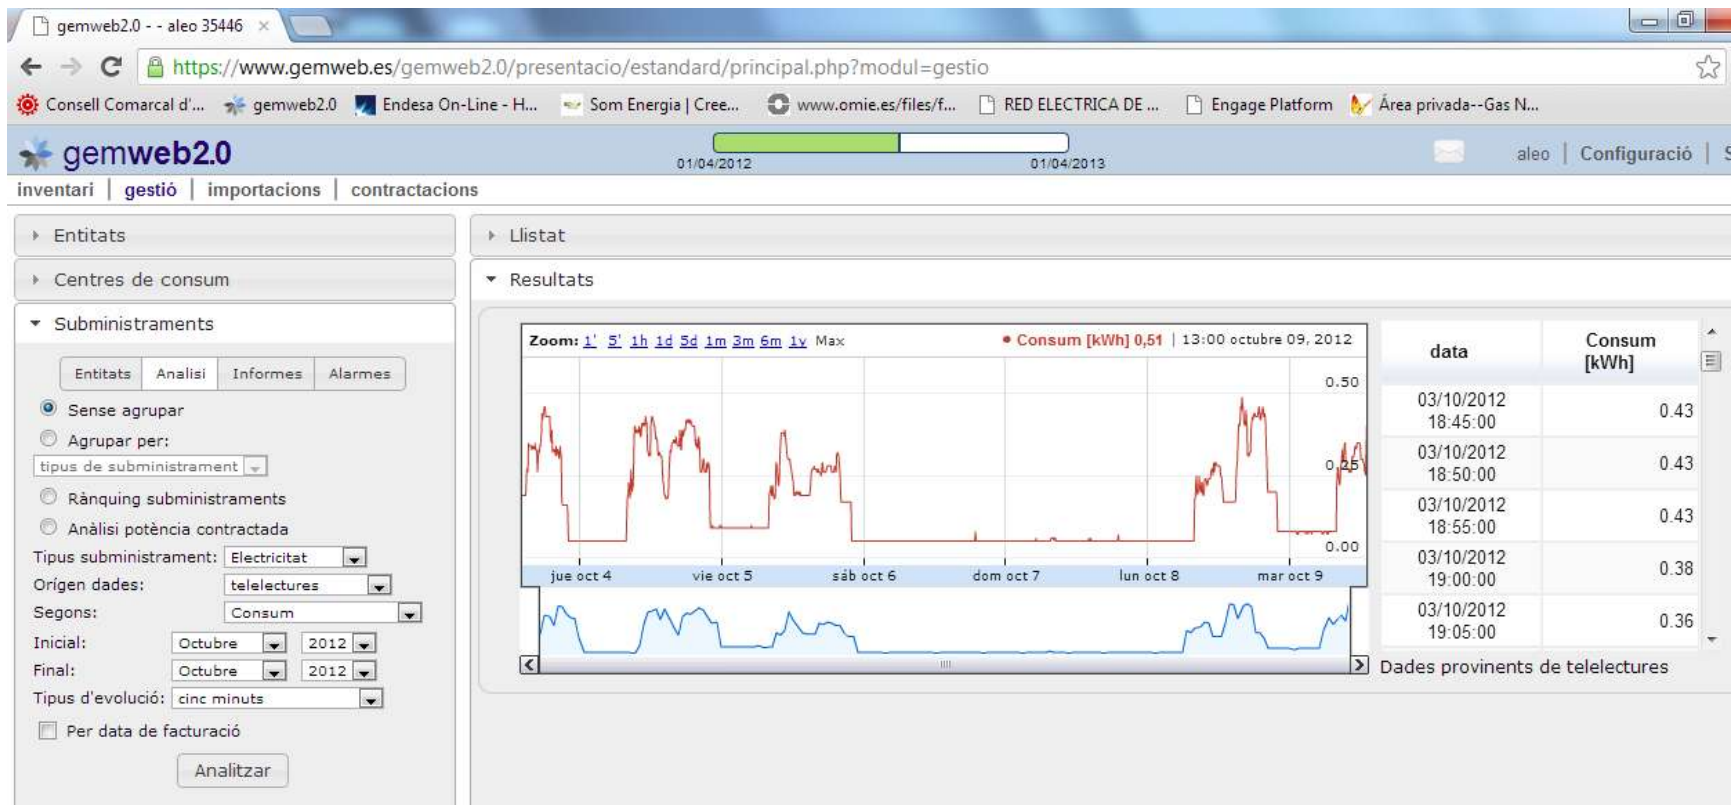 gemweb2.0 - - aleo 35446
https://www.gemweb.es/gemweb2.0/presentacio/estandard/principal.php?modul=gestio
Consell Comarcal d'... gemweb2.0 Endesa On-Line - H... Som Energia | Cree... www.omie.es/files/f... RED ELECTRICA DE ... Engage Platform Área privada--Gas N...
gemweb2.0
01/04/2012 01/04/2013
aleo | Configuració | S
inventari | gestió | importacions | contractacions
Entitats
Centres de consum
Subministraments
Entitats Analisi Informes Alarmes
Sense agrupar
Agrupar per:
tipus de subministrament
Rànquing subministraments
Anàlisi potència contractada
Tipus subministrament: Electricitat
Orígen dades: telelectures
Segons: Consum
Inicial: Octubre 2012
Final: Octubre 2012
Tipus d'evolució: cinc minuts
Per data de facturació
Analitzar
Llistat
Resultats
Zoom: 1' 5' 1h 1d 5d 1m 3m 6m 1y Max
Consum [kWh] 0,51 | 13:00 octubre 09, 2012
0.50
0.25
0.00
jue oct 4 vie oct 5 sáb oct 6 dom oct 7 lun oct 8 mar oct 9
data Consum [kWh]
03/10/2012 18:45:00 0.43
03/10/2012 18:50:00 0.43
03/10/2012 18:55:00 0.43
03/10/2012 19:00:00 0.38
03/10/2012 19:05:00 0.36
Dades provinents de telelectures